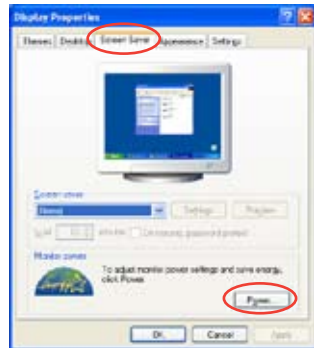 Display Properties
Themes Desktop Screen Saver Appearance Settings
Screen saver
(None) Settings Preview
Wait 10 minutes On resume, password protect
Monitor power
To adjust monitor power settings and save energy,
click Power.
Power...
OK Cancel Apply